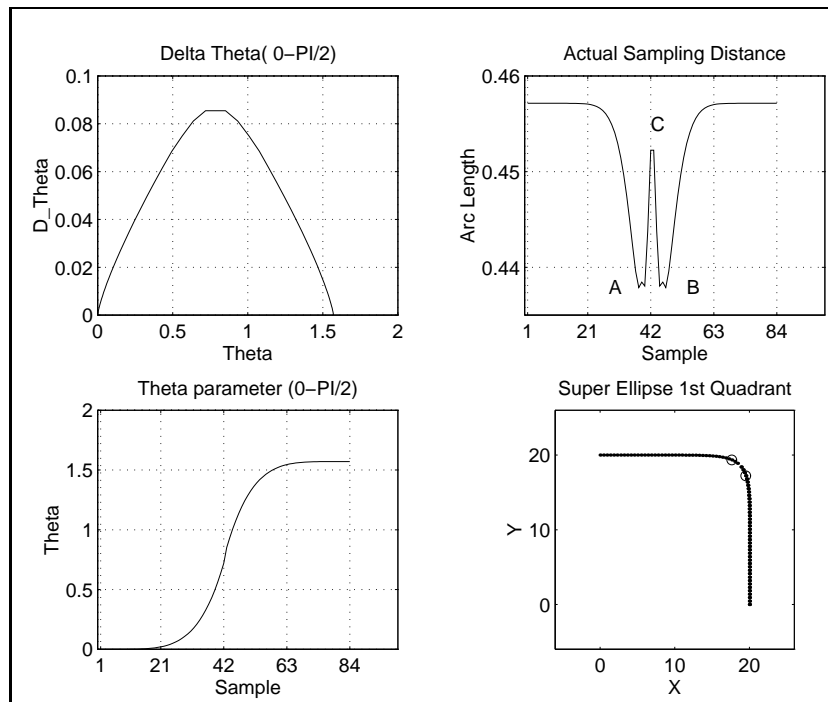 Delta Theta( 0−PI/2)
0.1
0.08
0.06
0.04
0.02
0
D_Theta
0 0.5 1 1.5 2
Theta
Actual Sampling Distance
0.46
0.45
0.44
Arc Length
C
A
B
1 21 42 63 84
Sample
Theta parameter (0−PI/2)
2
1.5
1
0.5
0
Theta
1 21 42 63 84
Sample
Super Ellipse 1st Quadrant
20
10
0
Y
0 10 20
X